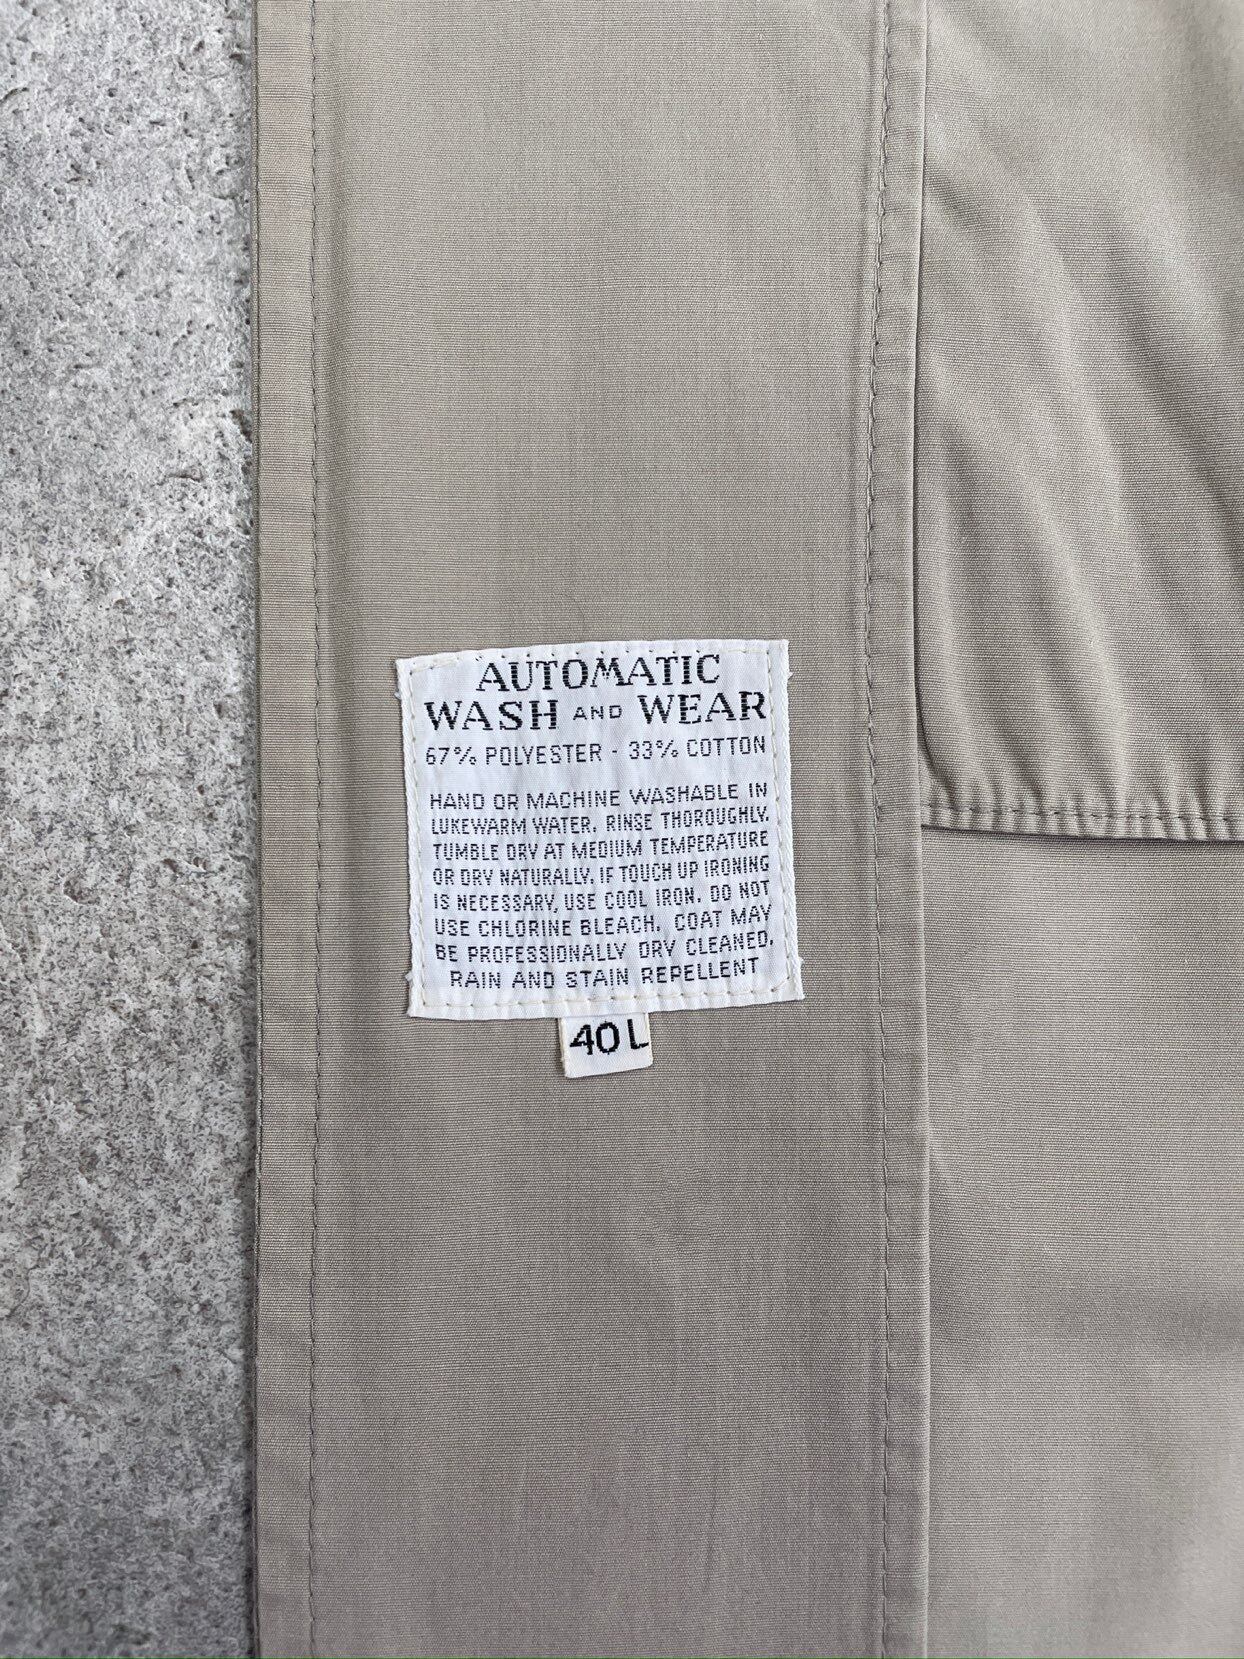 AUTOMATIC
WASH AND WEAR
67% POLYESTER - 33% COTTON
HAND OR MACHINE WASHABLE IN
LUKEWARM WATER. RINSE THOROUGHLY.
TUMBLE DRY AT MEDIUM TEMPERATURE
OR DRY NATURALLY. IF TOUCH UP IRONING
IS NECESSARY, USE COOL IRON. DO NOT
USE CHLORINE BLEACH. COAT MAY
BE PROFESSIONALLY DRY CLEANED.
RAIN AND STAIN REPELLENT
40 L